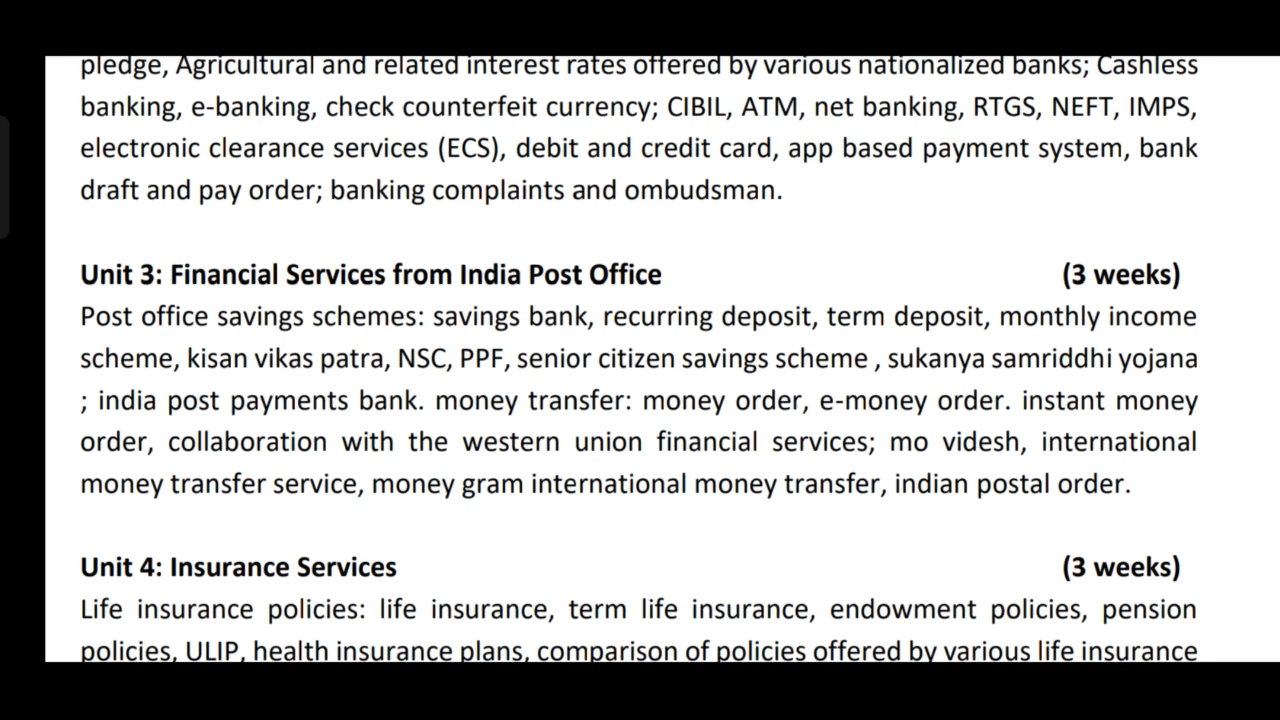 pledge, Agricultural and related interest rates offered by various nationalized banks; Cashless
banking, e-banking, check counterfeit currency; CIBIL, ATM, net banking, RTGS, NEFT, IMPS,
electronic clearance services (ECS), debit and credit card, app based payment system, bank
draft and pay order; banking complaints and ombudsman.
Unit 3: Financial Services from India Post Office (3 weeks)
Post office savings schemes: savings bank, recurring deposit, term deposit, monthly income
scheme, kisan vikas patra, NSC, PPF, senior citizen savings scheme , sukanya samriddhi yojana
; india post payments bank. money transfer: money order, e-money order. instant money
order, collaboration with the western union financial services; mo videsh, international
money transfer service, money gram international money transfer, indian postal order.
Unit 4: Insurance Services (3 weeks)
Life insurance policies: life insurance, term life insurance, endowment policies, pension
policies, ULIP, health insurance plans, comparison of policies offered by various life insurance